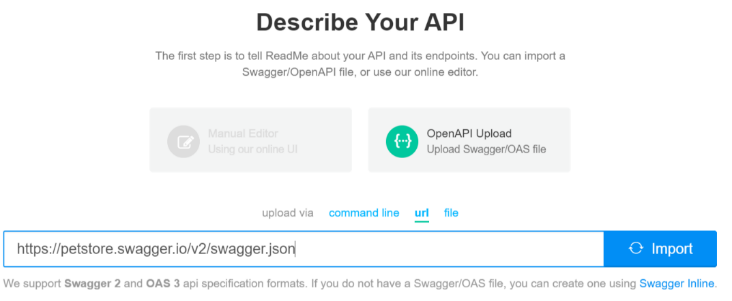 Describe Your API
The first step is to tell ReadMe about your API and its endpoints. You can import a
Swagger/OpenAPI file, or use our online editor.
Manual Editor
Using our online UI
OpenAPI Upload
Upload Swagger/OAS file
upload via command line url file
https://petstore.swagger.io/v2/swagger.json
Import
We support Swagger 2 and OAS 3 api specification formats. If you do not have a Swagger/OAS file, you can create one using Swagger Inline.